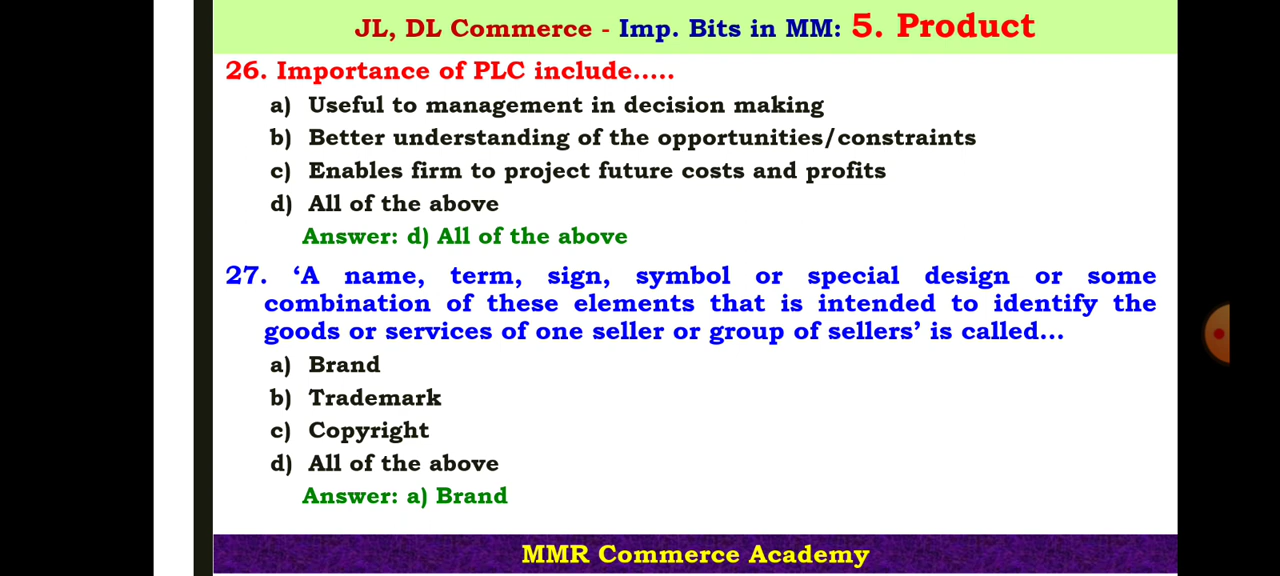 JL, DL Commerce - Imp. Bits in MM: 5. Product
26. Importance of PLC include.....
a) Useful to management in decision making
b) Better understanding of the opportunities/constraints
c) Enables firm to project future costs and profits
d) All of the above
Answer: d) All of the above
27. ‘A name, term, sign, symbol or special design or some
combination of these elements that is intended to identify the
goods or services of one seller or group of sellers’ is called...
a) Brand
b) Trademark
c) Copyright
d) All of the above
Answer: a) Brand
MMR Commerce Academy